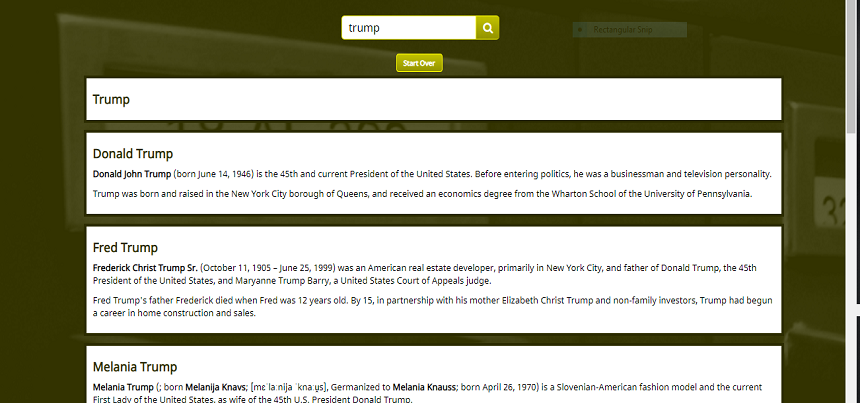 trump
Rectangular Snip
Start Over
Trump
Donald Trump
Donald John Trump (born June 14, 1946) is the 45th and current President of the United States. Before entering politics, he was a businessman and television personality.
Trump was born and raised in the New York City borough of Queens, and received an economics degree from the Wharton School of the University of Pennsylvania.
Fred Trump
Frederick Christ Trump Sr. (October 11, 1905 – June 25, 1999) was an American real estate developer, primarily in New York City, and father of Donald Trump, the 45th
President of the United States, and Maryanne Trump Barry, a United States Court of Appeals judge.
Fred Trump's father Frederick died when Fred was 12 years old. By 15, in partnership with his mother Elizabeth Christ Trump and non-family investors, Trump had begun
a career in home construction and sales.
Melania Trump
Melania Trump (; born Melanija Knavs; [mɛˈlaːnija ˈknaːu̯s], Germanized to Melania Knauss; born April 26, 1970) is a Slovenian-American fashion model and the current
First Lady of the United States, as wife of the 45th U.S. President Donald Trump.